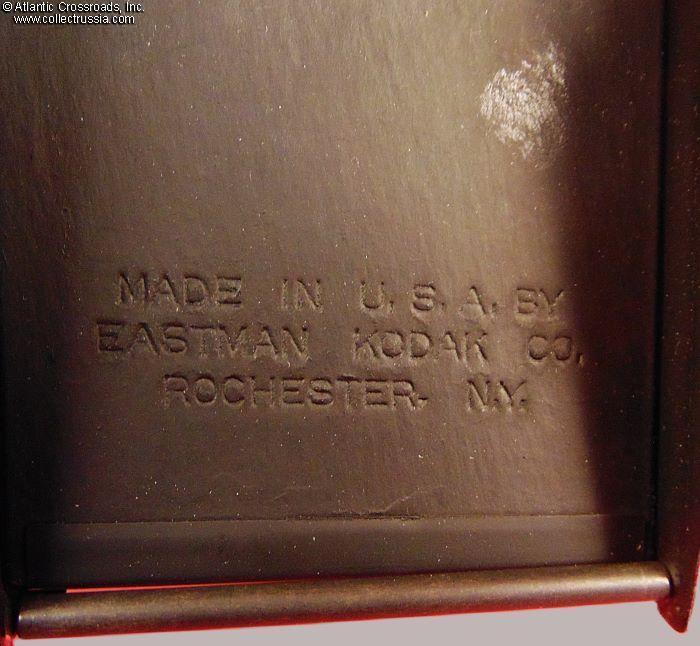 © Atlantic Crossroads, Inc.
www.collectrussia.com
MADE IN U.S.A. BY
EASTMAN KODAK CO.
ROCHESTER, N.Y.